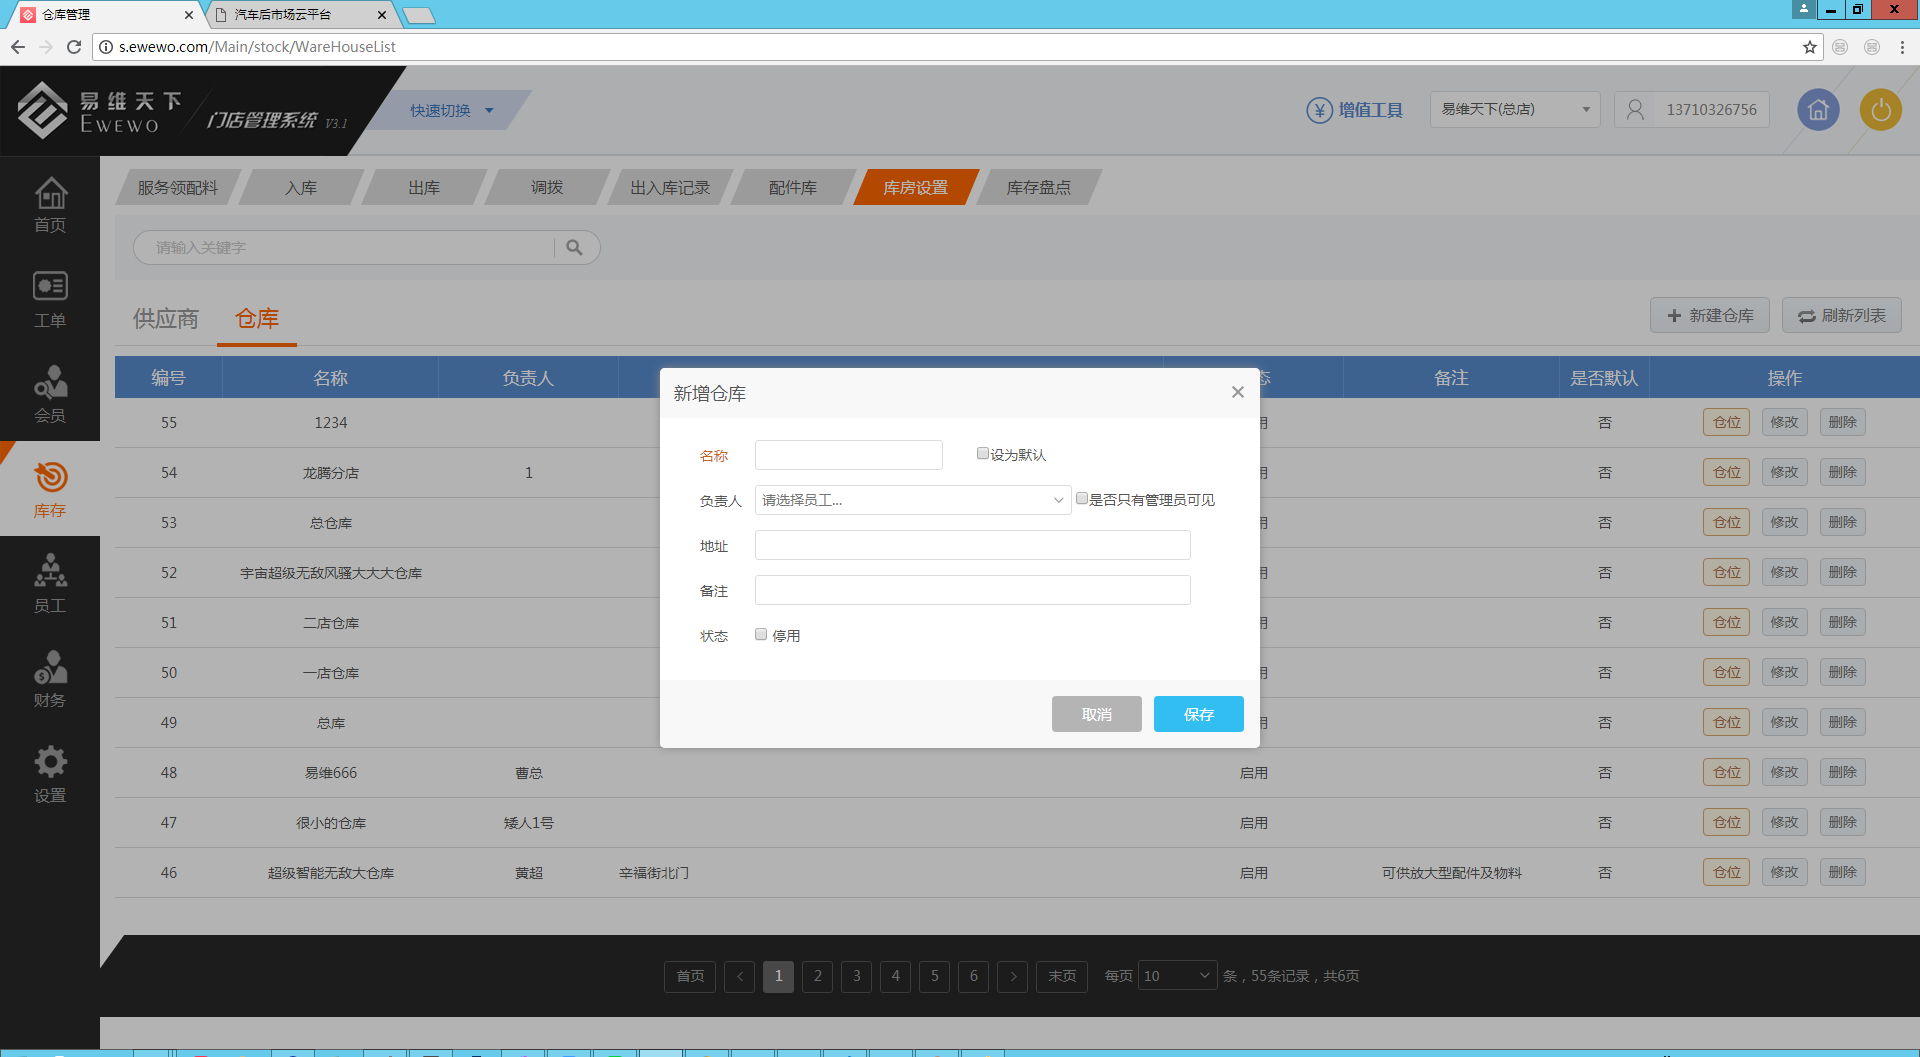 仓库管理
汽车后市场云平台
s.ewewo.com/Main/stock/WareHouseList
易维天下
EWEWO
门店管理系统 V3.1
快速切换
¥ 增值工具
易维天下(总店)
13710326756
首页
工单
会员
库存
员工
财务
设置
服务领配料 入库 出库 调拨 出入库记录 配件库 库房设置 库存盘点
请输入关键字
供应商 仓库
新建仓库 刷新列表
编号 名称 负责人 态 备注 是否默认 操作
55 1234 用 否 仓位 修改 删除
54 龙腾分店 1 用 否 仓位 修改 删除
53 总仓库 用 否 仓位 修改 删除
52 宇宙超级无敌风骚大大大仓库 用 否 仓位 修改 删除
51 二店仓库 用 否 仓位 修改 删除
50 一店仓库 用 否 仓位 修改 删除
49 总库 用 否 仓位 修改 删除
48 易维666 曹总 启用 否 仓位 修改 删除
47 很小的仓库 矮人1号 启用 否 仓位 修改 删除
46 超级智能无敌大仓库 黄超 辛福街北门 启用 可供放大型配件及物料 否 仓位 修改 删除
新增仓库
名称 设为默认
负责人 请选择员工... 是否只有管理员可见
地址
备注
状态 停用
取消 保存
首页 < 1 2 3 4 5 6 > 末页 每页 10 条，55条记录，共6页